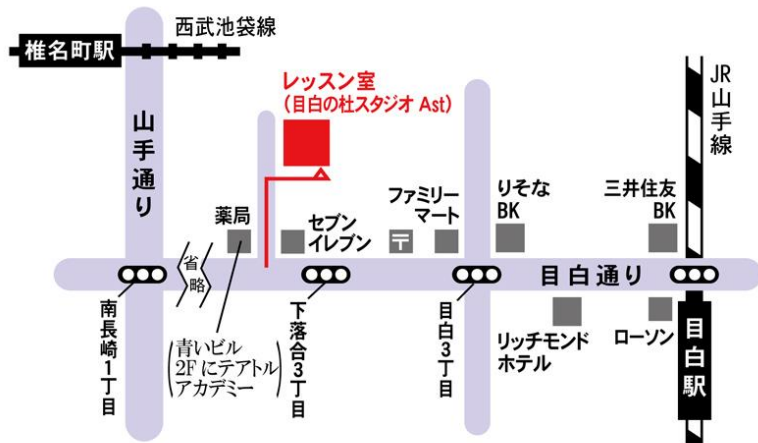 西武池袋線
椎名町駅
レッスン室
(目白の杜スタジオ Ast)
JR山手線
山手通り
薬局
セブン
イレブン
〒
ファミリー
マート
りそな
BK
三井住友
BK
省略
目白通り
南長崎1丁目
(青いビル
2Fにテアトル
アカデミー)
下落合3丁目
目白3丁目
リッチモンド
ホテル
ローソン
目白駅